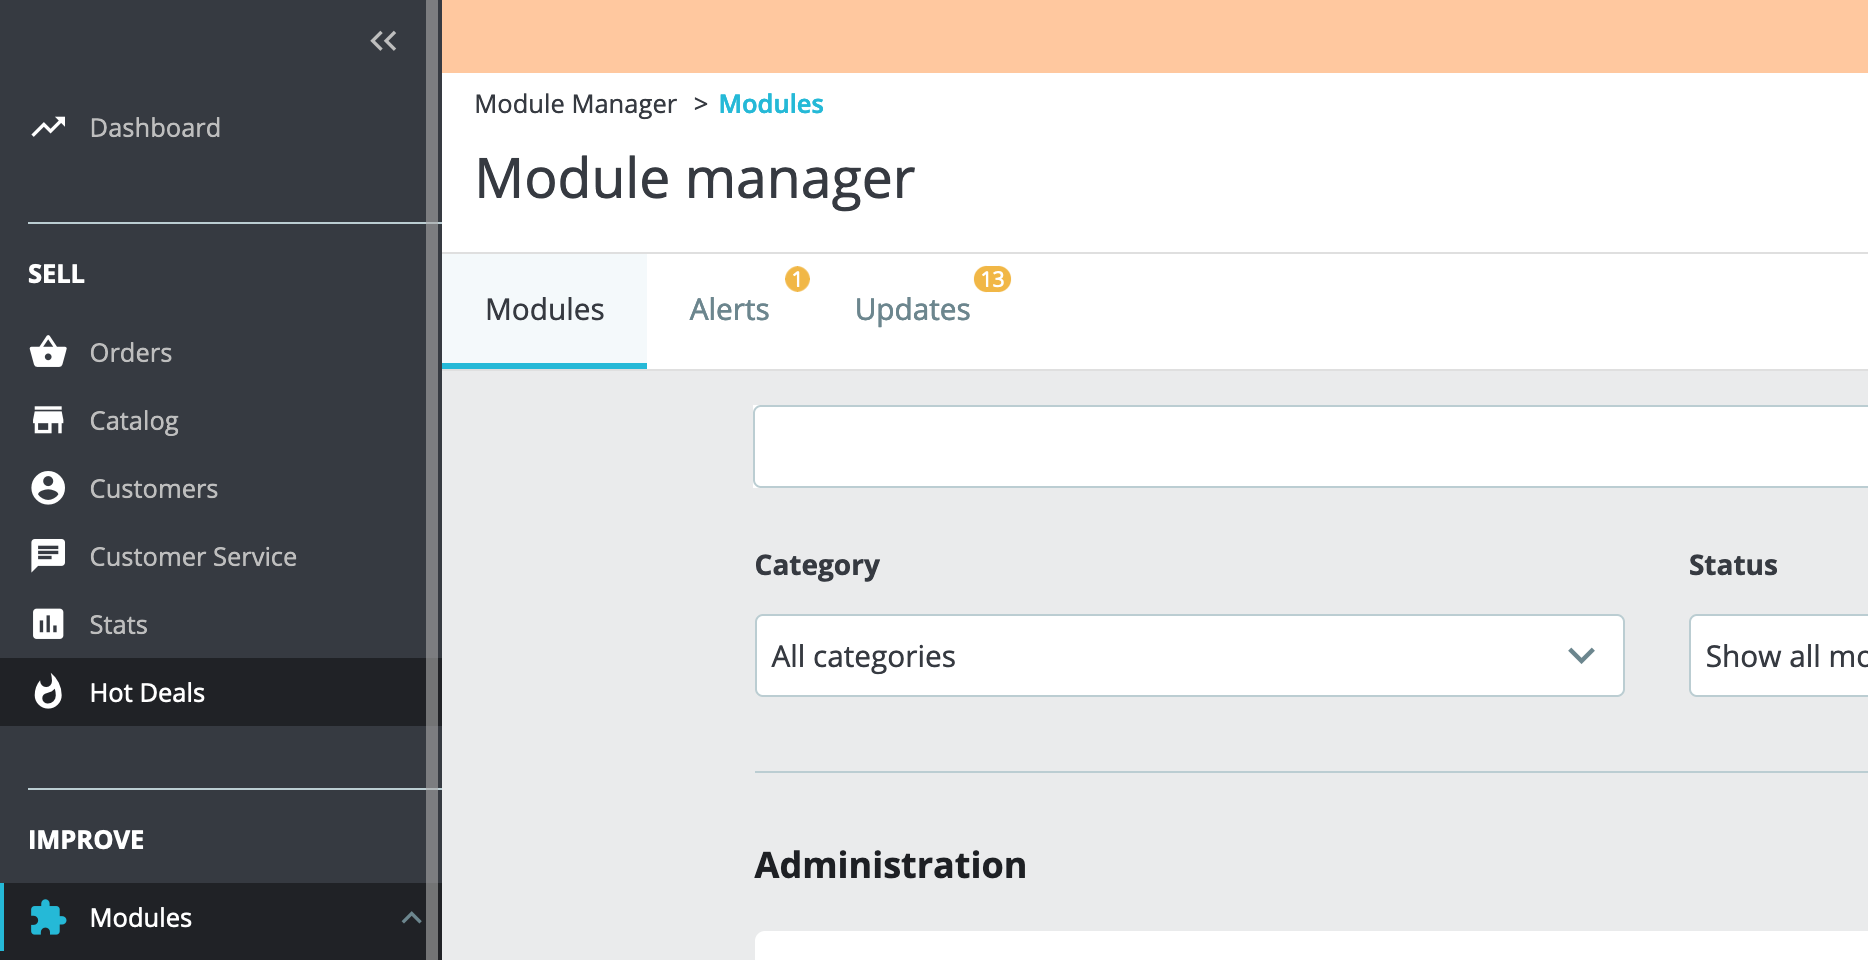 Dashboard
SELL
Orders
Catalog
Customers
Customer Service
Stats
Hot Deals
IMPROVE
Modules
Module Manager > Modules
Module manager
Modules
Alerts 1
Updates 13
Category
All categories
Status
Show all mo
Administration